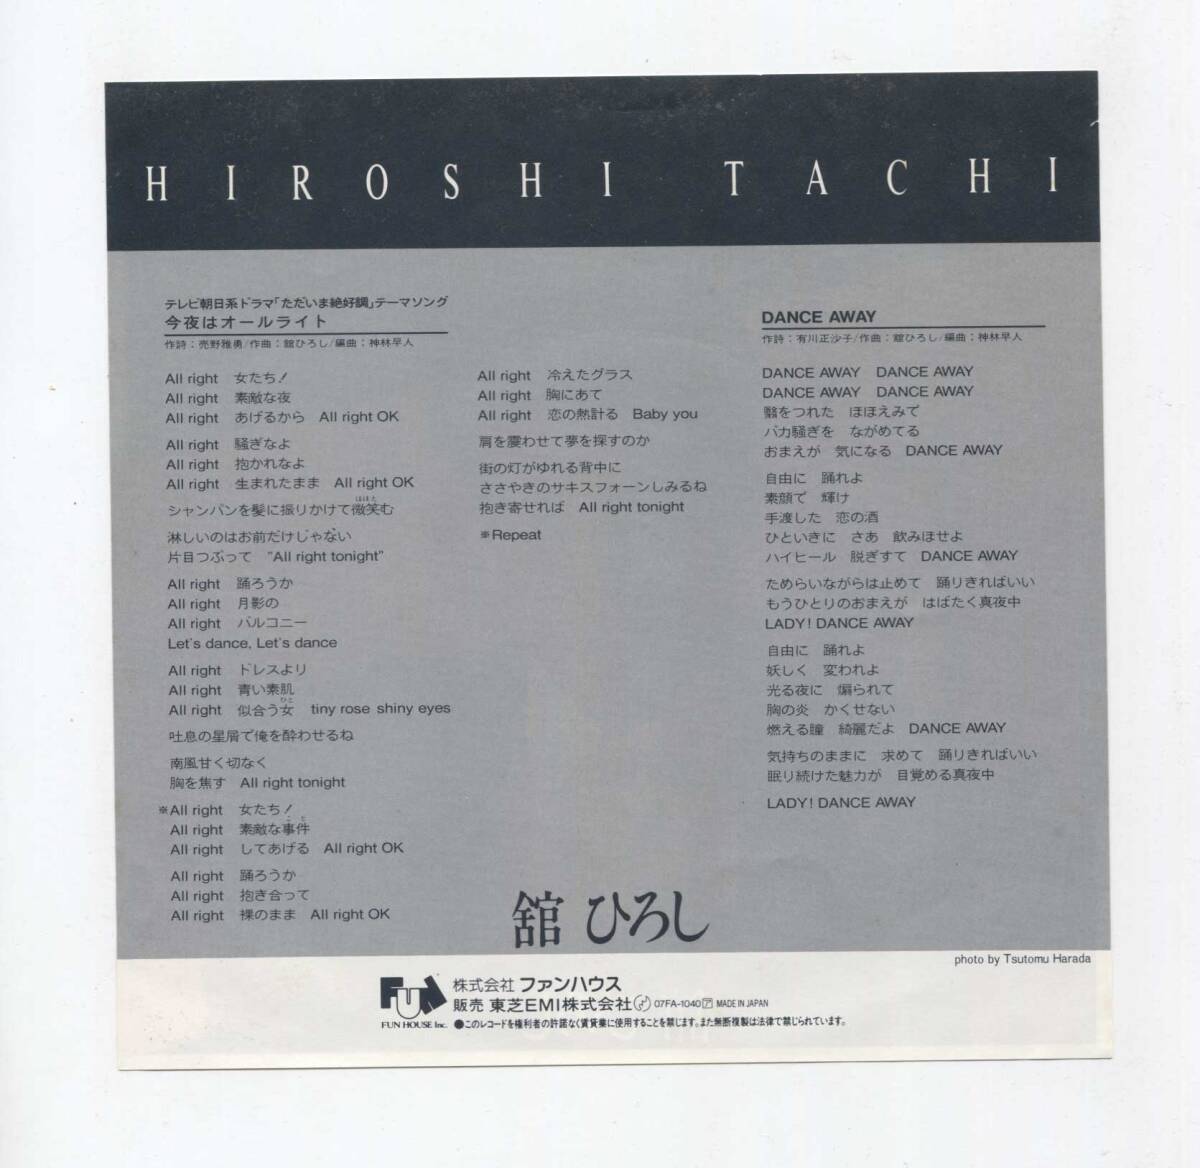 HIROSHI TACHI
テレビ朝日系ドラマ「ただいま絶好調」テーマソング
今夜はオールライト
作詩：売野雅勇/作曲：舘ひろし/編曲：神林早人
All right 女たち！
All right 素敵な夜
All right あげるから All right OK
All right 騒ぎなよ
All right 抱かれなよ
All right 生まれたまま All right OK
シャンパンを髪に振りかけて微笑む
淋しいのはお前だけじゃない
片目つぶって "All right tonight"
All right 踊ろうか
All right 月影の
All right バルコニー
Let's dance, Let's dance
All right ドレスより
All right 青い素肌
All right 似合う女 tiny rose shiny eyes
吐息の星屑で俺を酔わせるね
南風甘く切なく
胸を焦す All right tonight
※All right 女たち！
All right 素敵な事件
All right してあげる All right OK
All right 踊ろうか
All right 抱き合って
All right 裸のまま All right OK
All right 冷えたグラス
All right 胸にあて
All right 恋の熱計る Baby you
肩を震わせて夢を探すのか
街の灯がゆれる背中に
ささやきのサキスフォーンしみるね
抱き寄せれば All right tonight
※Repeat
DANCE AWAY
作詩：有川正沙子/作曲：舘ひろし/編曲：神林早人
DANCE AWAY DANCE AWAY
DANCE AWAY DANCE AWAY
翳をつれた ほほえみで
バカ騒ぎを ながめてる
おまえが 気になる DANCE AWAY
自由に 踊れよ
素顔で 輝け
手渡した 恋の酒
ひといきに さあ 飲みほせよ
ハイヒール 脱ぎすて DANCE AWAY
ためらいながらは止めて 踊りきればいい
もうひとりのおまえが はばたく真夜中
LADY! DANCE AWAY
自由に 踊れよ
妖しく 変われよ
光る夜に 煽られて
胸の炎 かくせない
燃える瞳 綺麗だよ DANCE AWAY
気持ちのままに 求めて 踊りきればいい
眠り続けた魅力が 目覚める真夜中
LADY! DANCE AWAY
舘ひろし
photo by Tsutomu Harada
FUN
FUN HOUSE Inc.
株式会社 ファンハウス
販売 東芝EMI株式会社 07FA-1040 MADE IN JAPAN
●このレコードを権利者の許諾なく賃貸業に使用することを禁じます。また無断複製は法律で禁じられています。